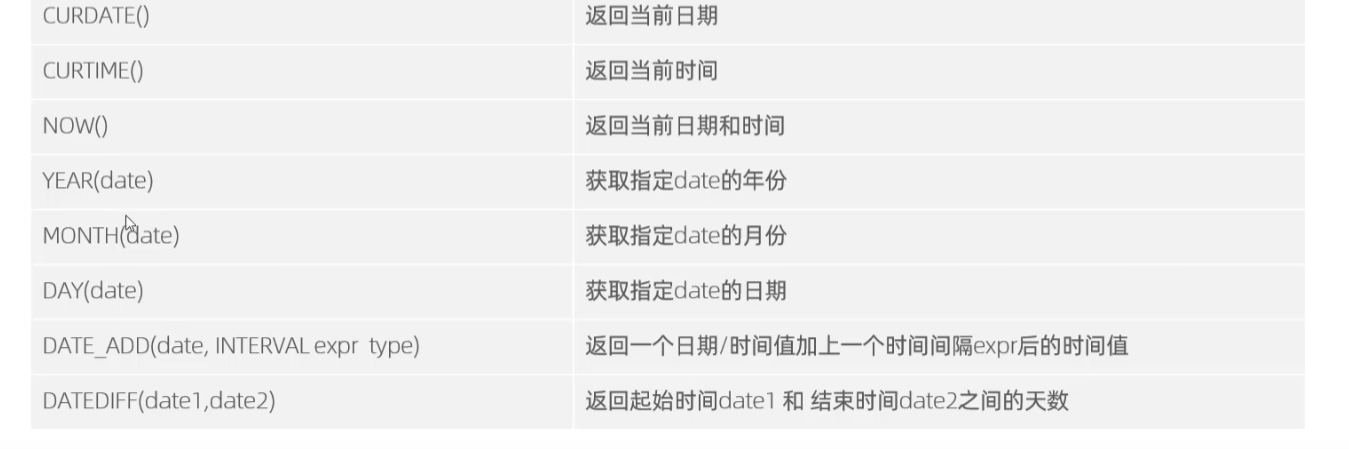 CURDATE() 返回当前日期
CURTIME() 返回当前时间
NOW() 返回当前日期和时间
YEAR(date) 获取指定date的年份
MONTH(date) 获取指定date的月份
DAY(date) 获取指定date的日期
DATE_ADD(date, INTERVAL expr type) 返回一个日期/时间值加上一个时间间隔expr后的时间值
DATEDIFF(date1,date2) 返回起始时间date1 和 结束时间date2之间的天数